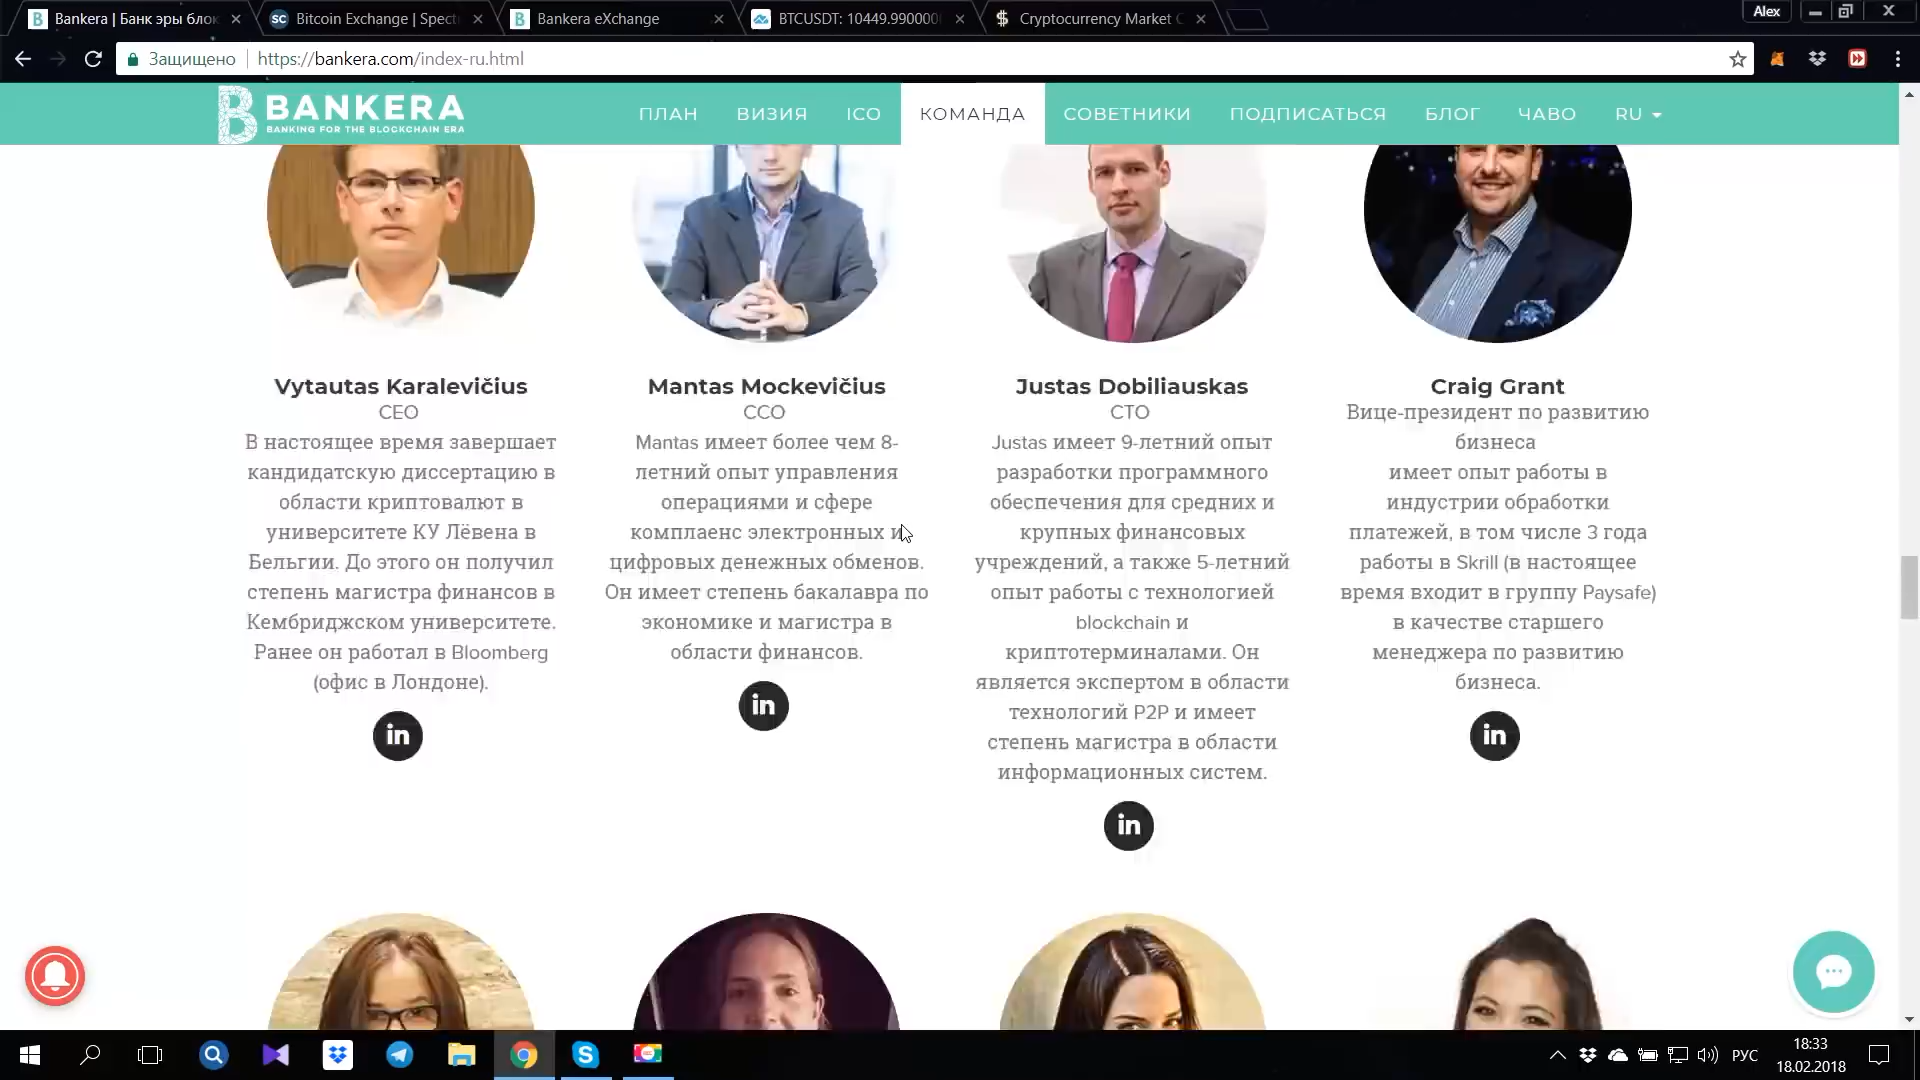 Bankera | Банк эры блок
Bitcoin Exchange | Spect
Bankera eXchange
BTCUSDT: 10449.990000
Cryptocurrency Market C
Alex
Защищено
https://bankera.com/index-ru.html
BANKERA
BANKING FOR THE BLOCKCHAIN ERA
ПЛАН
ВИЗИЯ
ICO
КОМАНДА
СОВЕТНИКИ
ПОДПИСАТЬСЯ
БЛОГ
ЧАВО
RU
Vytautas Karalevičius
CEO
В настоящее время завершает
кандидатскую диссертацию в
области криптовалют в
университете КУ Лёвена в
Бельгии. До этого он получил
степень магистра финансов в
Кембриджском университете.
Ранее он работал в Bloomberg
(офис в Лондоне).
in
Mantas Mockevičius
CCO
Mantas имеет более чем 8-
летний опыт управления
операциями и сфере
комплаенс электронных и
цифровых денежных обменов.
Он имеет степень бакалавра по
экономике и магистра в
области финансов.
in
Justas Dobiliauskas
CTO
Justas имеет 9-летний опыт
разработки программного
обеспечения для средних и
крупных финансовых
учреждений, а также 5-летний
опыт работы с технологией
blockchain и
криптотерминалами. Он
является экспертом в области
технологий P2P и имеет
степень магистра в области
информационных систем.
in
Craig Grant
Вице-президент по развитию
бизнеса
имеет опыт работы в
индустрии обработки
платежей, в том числе 3 года
работы в Skrill (в настоящее
время входит в группу Paysafe)
в качестве старшего
менеджера по развитию
бизнеса.
in
РУС
18:33
18.02.2018